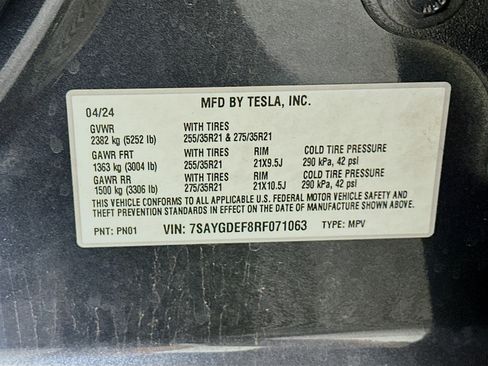 MFD BY TESLA, INC.
04/24
GVWR WITH TIRES
2382 kg (5252 lb) 255/35R21 & 275/35R21
GAWR FRT WITH TIRES RIM COLD TIRE PRESSURE
1363 kg (3004 lb) 255/35R21 21X9.5J 290 kPa, 42 psi
GAWR RR WITH TIRES RIM COLD TIRE PRESSURE
1500 kg (3306 lb) 275/35R21 21X10.5J 290 kPa, 42 psi
THIS VEHICLE CONFORMS TO ALL APPLICABLE U.S. FEDERAL MOTOR VEHICLE SAFETY AND
THEFT PREVENTION STANDARDS IN EFFECT ON THE DATE OF MANUFACTURE SHOWN ABOVE.
PNT: PN01 VIN: 7SAYGDEF8RF071063 TYPE: MPV